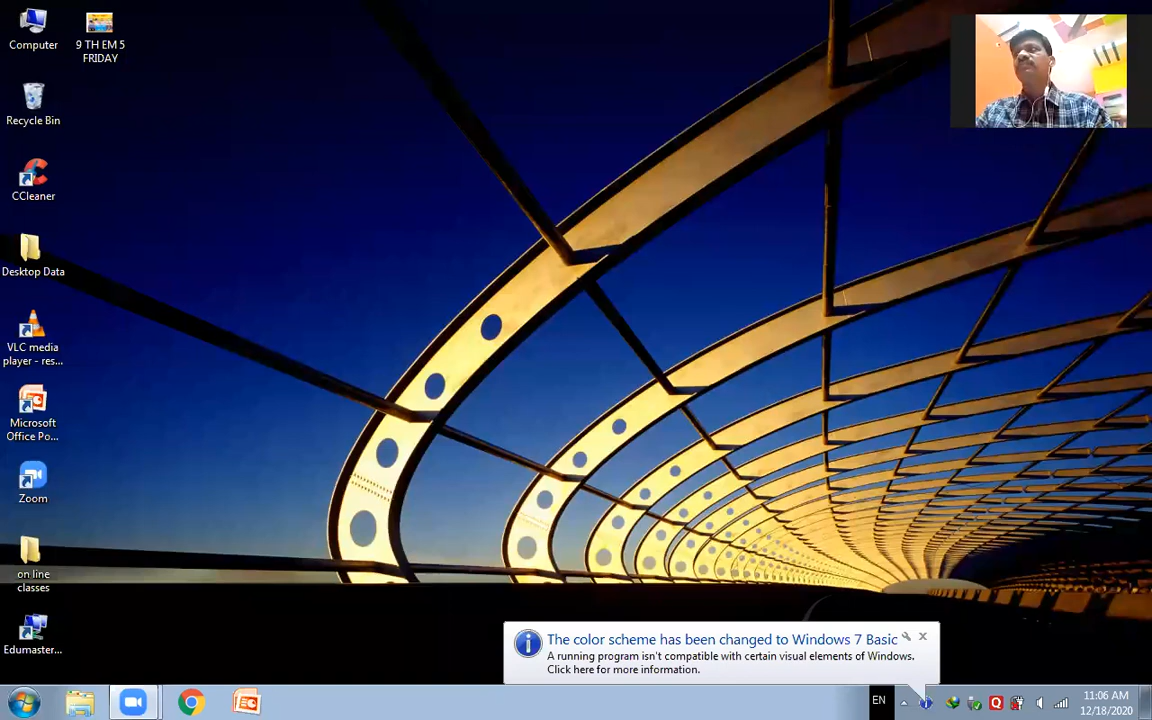 Computer
9 TH EM 5
FRIDAY
Recycle Bin
CCleaner
Desktop Data
VLC media
player - res...
Microsoft
Office Po...
Zoom
on line
classes
Edumaster...
The color scheme has been changed to Windows 7 Basic
A running program isn't compatible with certain visual elements of Windows.
Click here for more information.
EN
11:06 AM
12/18/2020